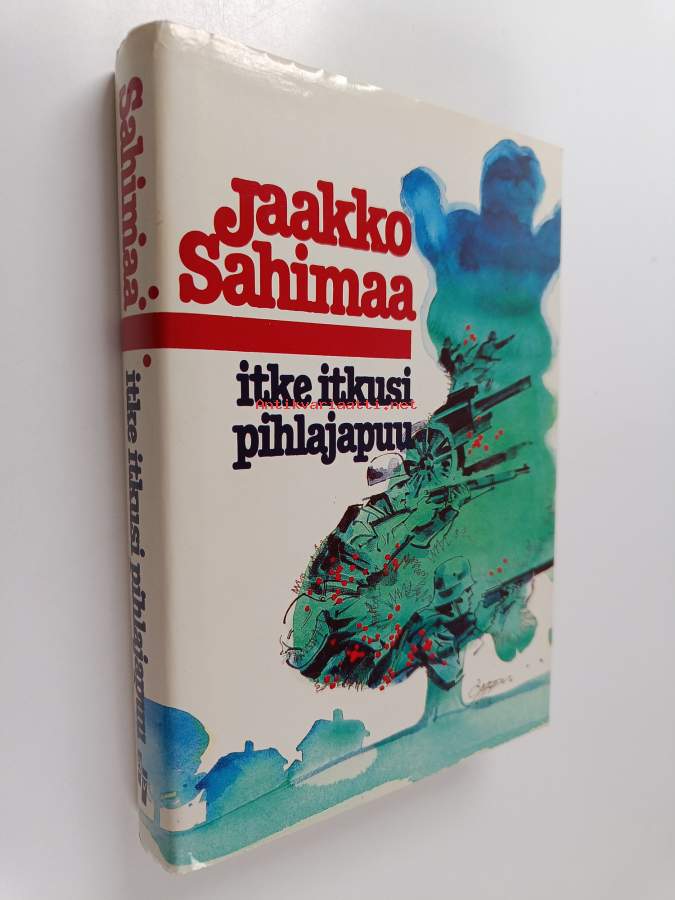 Jaakko
Sahimaa
itke itkusi
pihlajapuu
Antikvariaatti.net
Sahimaa
itke itkusi pihlajapuu